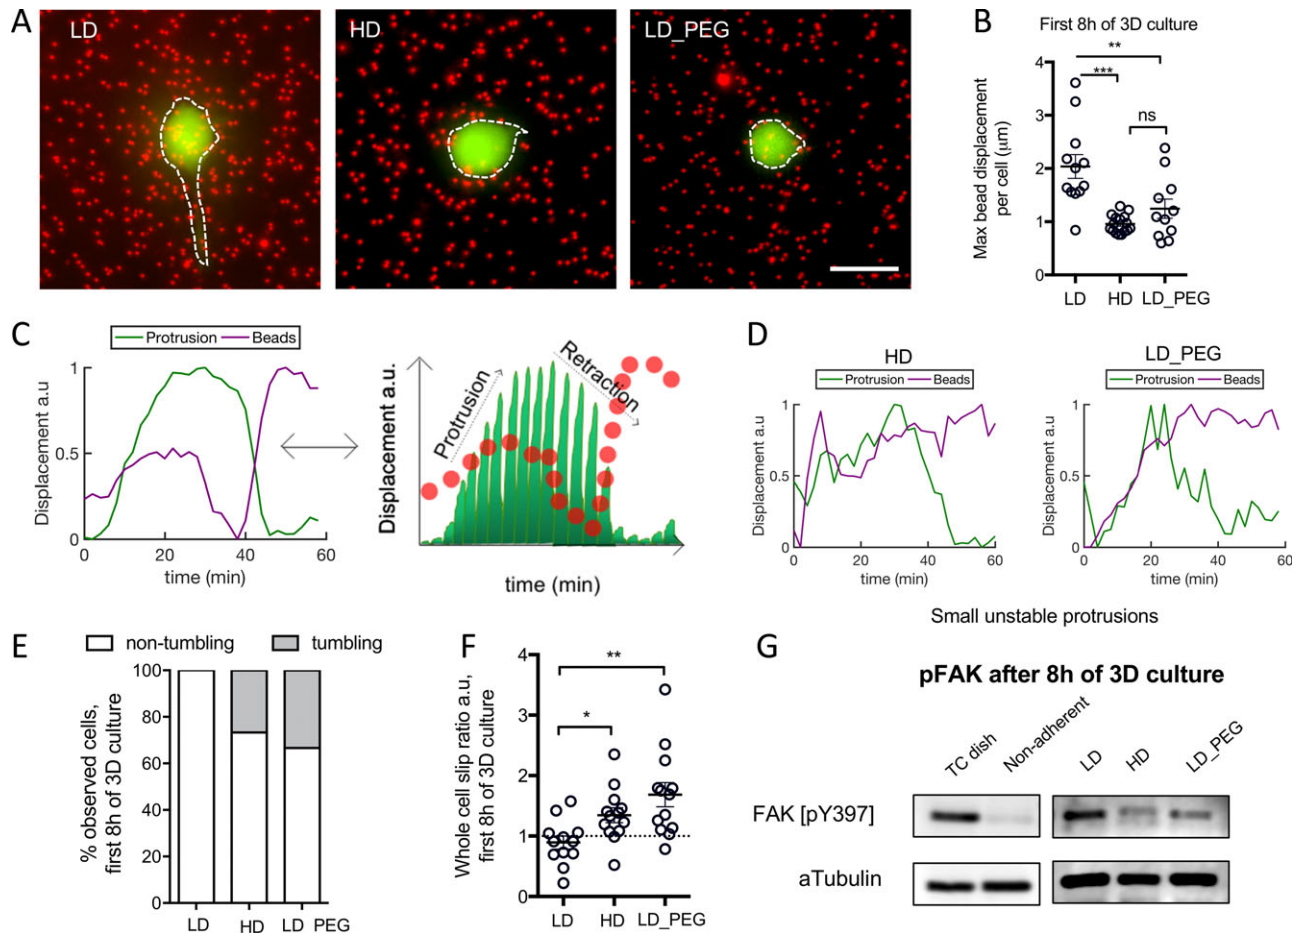 A
LD
HD
LD_PEG
B
First 8h of 3D culture
**
***
ns
Max bead displacement
per cell (μm)
4
3
2
1
0
LD
HD
LD_PEG
C
Protrusion
Beads
Displacement a.u
1
0.5
0
0
20
40
60
time (min)
Displacement a.u.
Protrusion
Retraction
time (min)
D
HD
Protrusion
Beads
Displacement a.u
1
0.5
0
0
20
40
60
time (min)
LD_PEG
Protrusion
Beads
Displacement a.u
1
0.5
0
0
20
40
60
time (min)
Small unstable protrusions
E
non-tumbling
tumbling
% observed cells,
first 8h of 3D culture
100
80
60
40
20
0
LD
HD
LD PEG
F
Whole cell slip ratio a.u,
first 8h of 3D culture
4
3
2
1
0
**
*
LD
HD
LD_PEG
G
pFAK after 8h of 3D culture
TC dish
Non-adherent
LD
HD
LD_PEG
FAK [pY397]
aTubulin